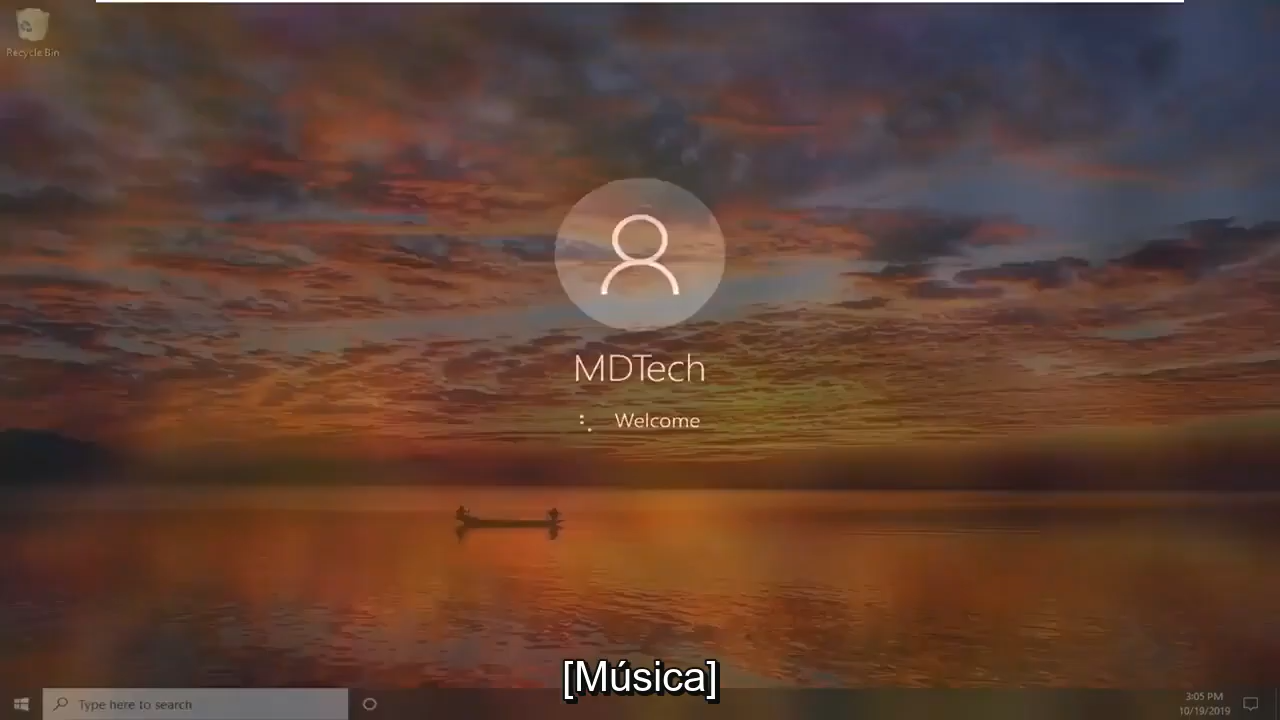 Recycle Bin
MDTech
Welcome
[Música]
Type here to search
3:05 PM
10/19/2019